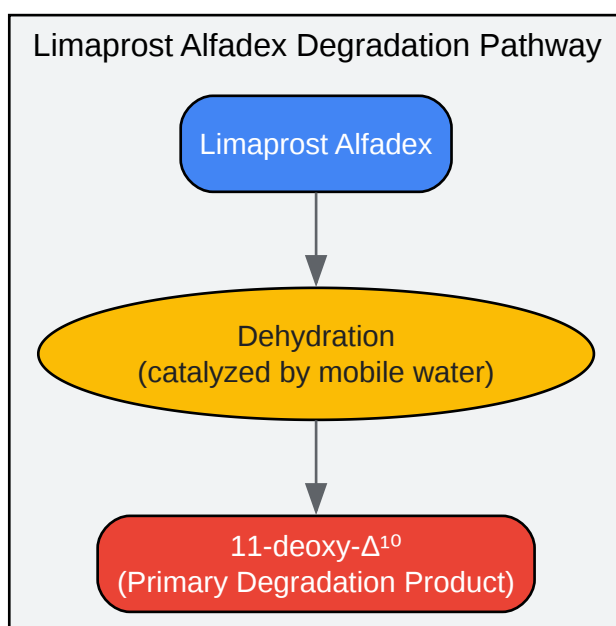 Limaprost Alfadex Degradation Pathway
Limaprost Alfadex
Dehydration
(catalyzed by mobile water)
11-deoxy-Δ¹⁰
(Primary Degradation Product)